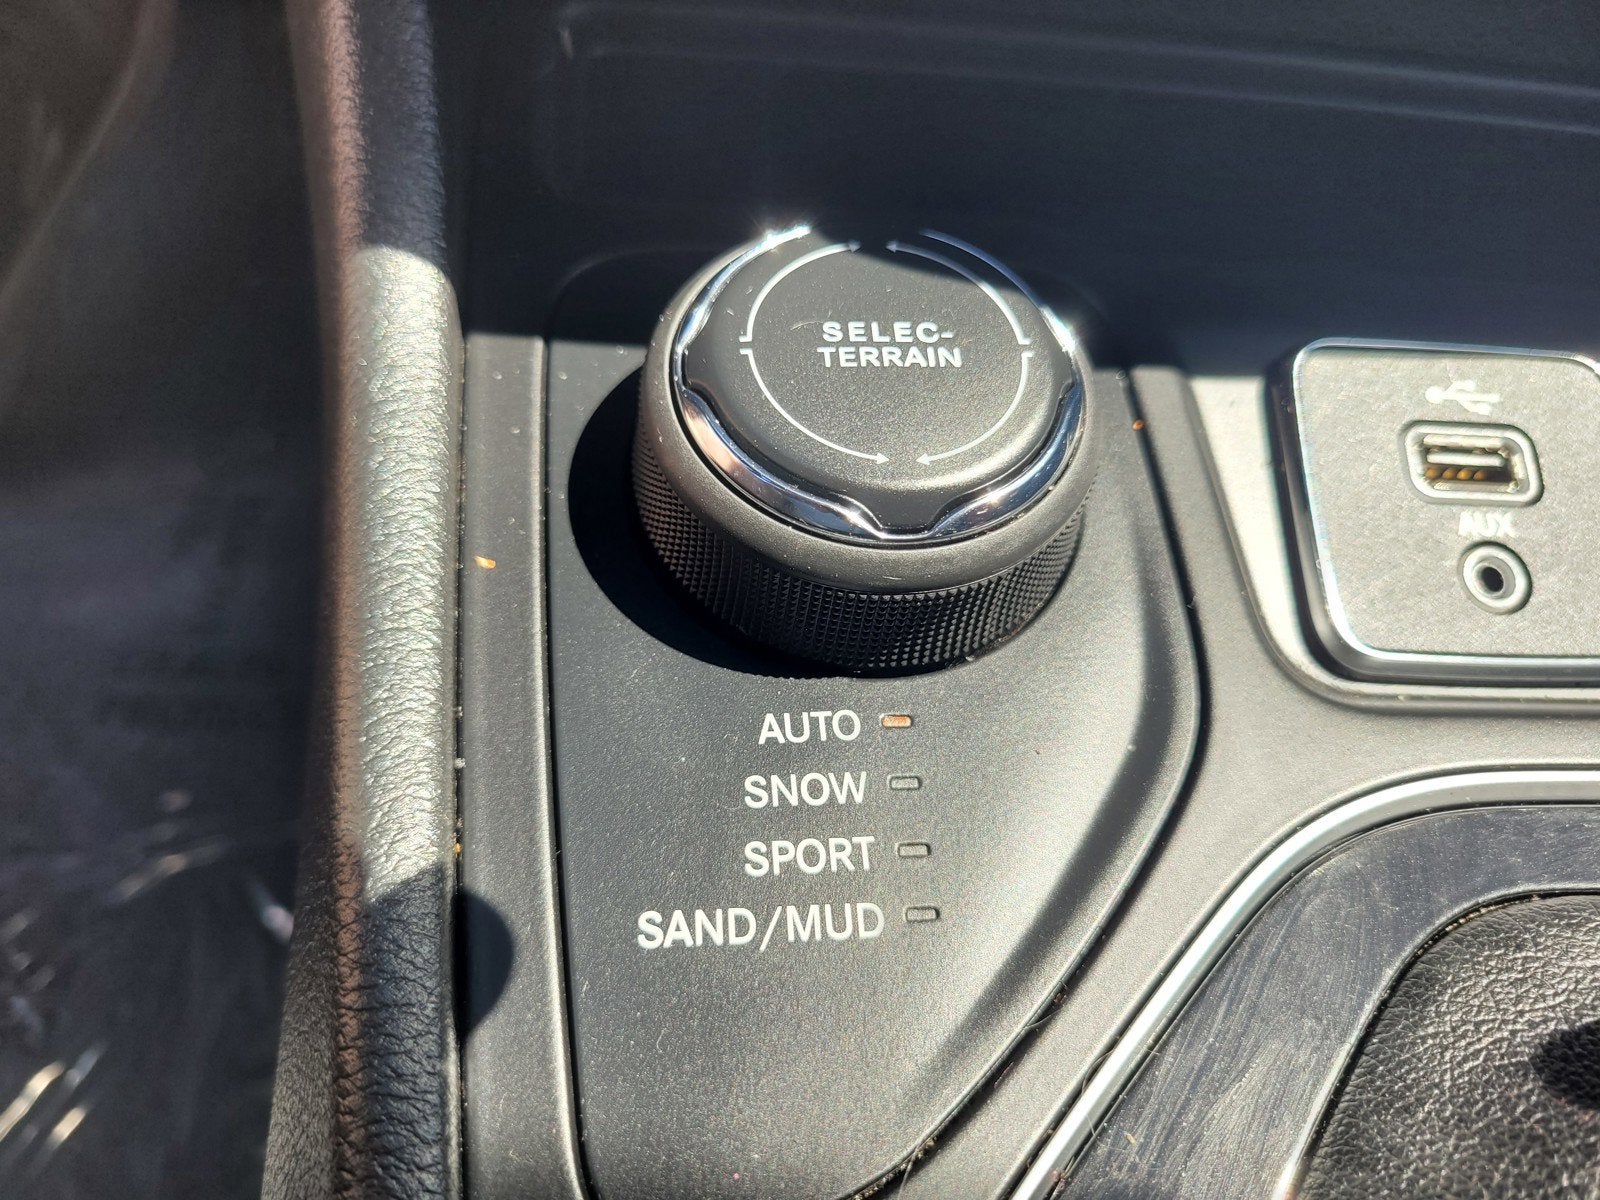 SELEC-
TERRAIN
AUX
AUTO
SNOW
SPORT
SAND/MUD